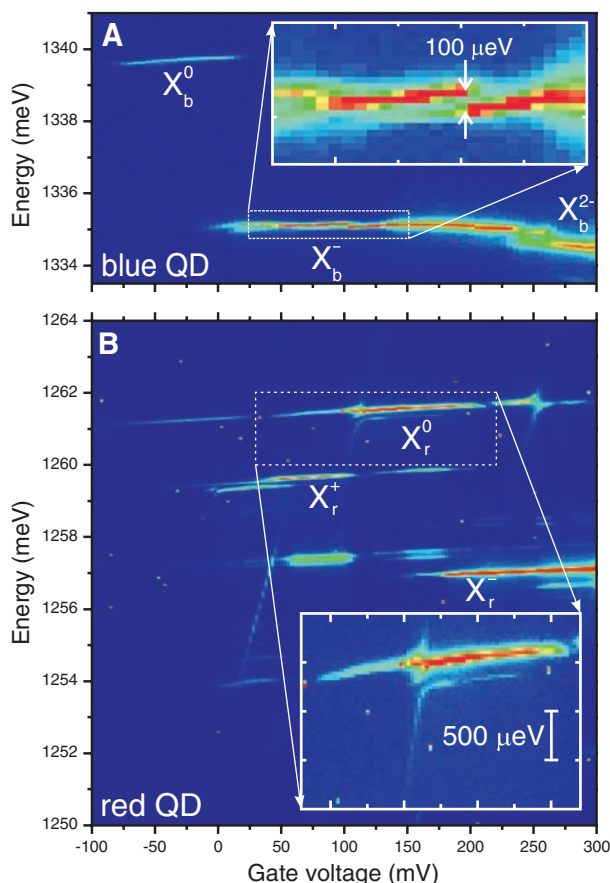 A
1340
1338
1335
1333
Energy (meV)
X_b^0
100 μeV
X_b^-
X_b^2-
blue QD
B
1264
1262
1260
1258
1256
1254
1252
1250
Energy (meV)
X_r^0
X_r^+
X_r^-
500 μeV
red QD
-100 -50 0 50 100 150 200 250 300
Gate voltage (mV)